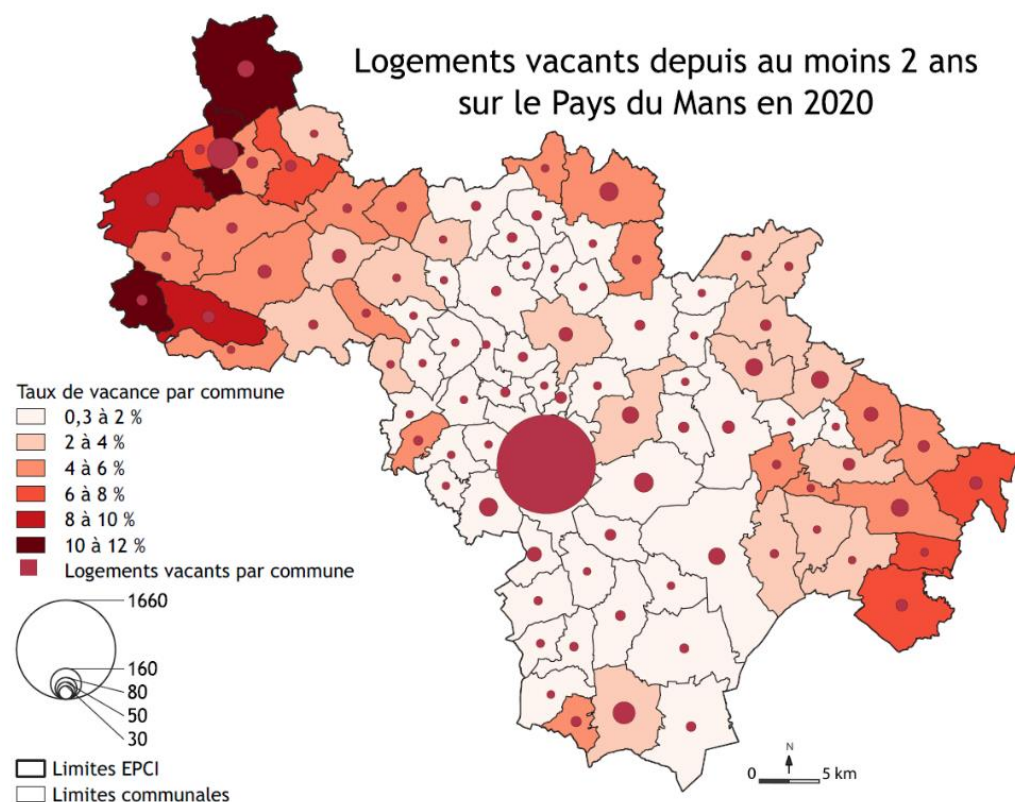 Logements vacants depuis au moins 2 ans
sur le Pays du Mans en 2020
Taux de vacance par commune
0,3 à 2 %
2 à 4 %
4 à 6 %
6 à 8 %
8 à 10 %
10 à 12 %
Logements vacants par commune
1660
160
80
50
30
Limites EPCI
Limites communales
N
0 5 km